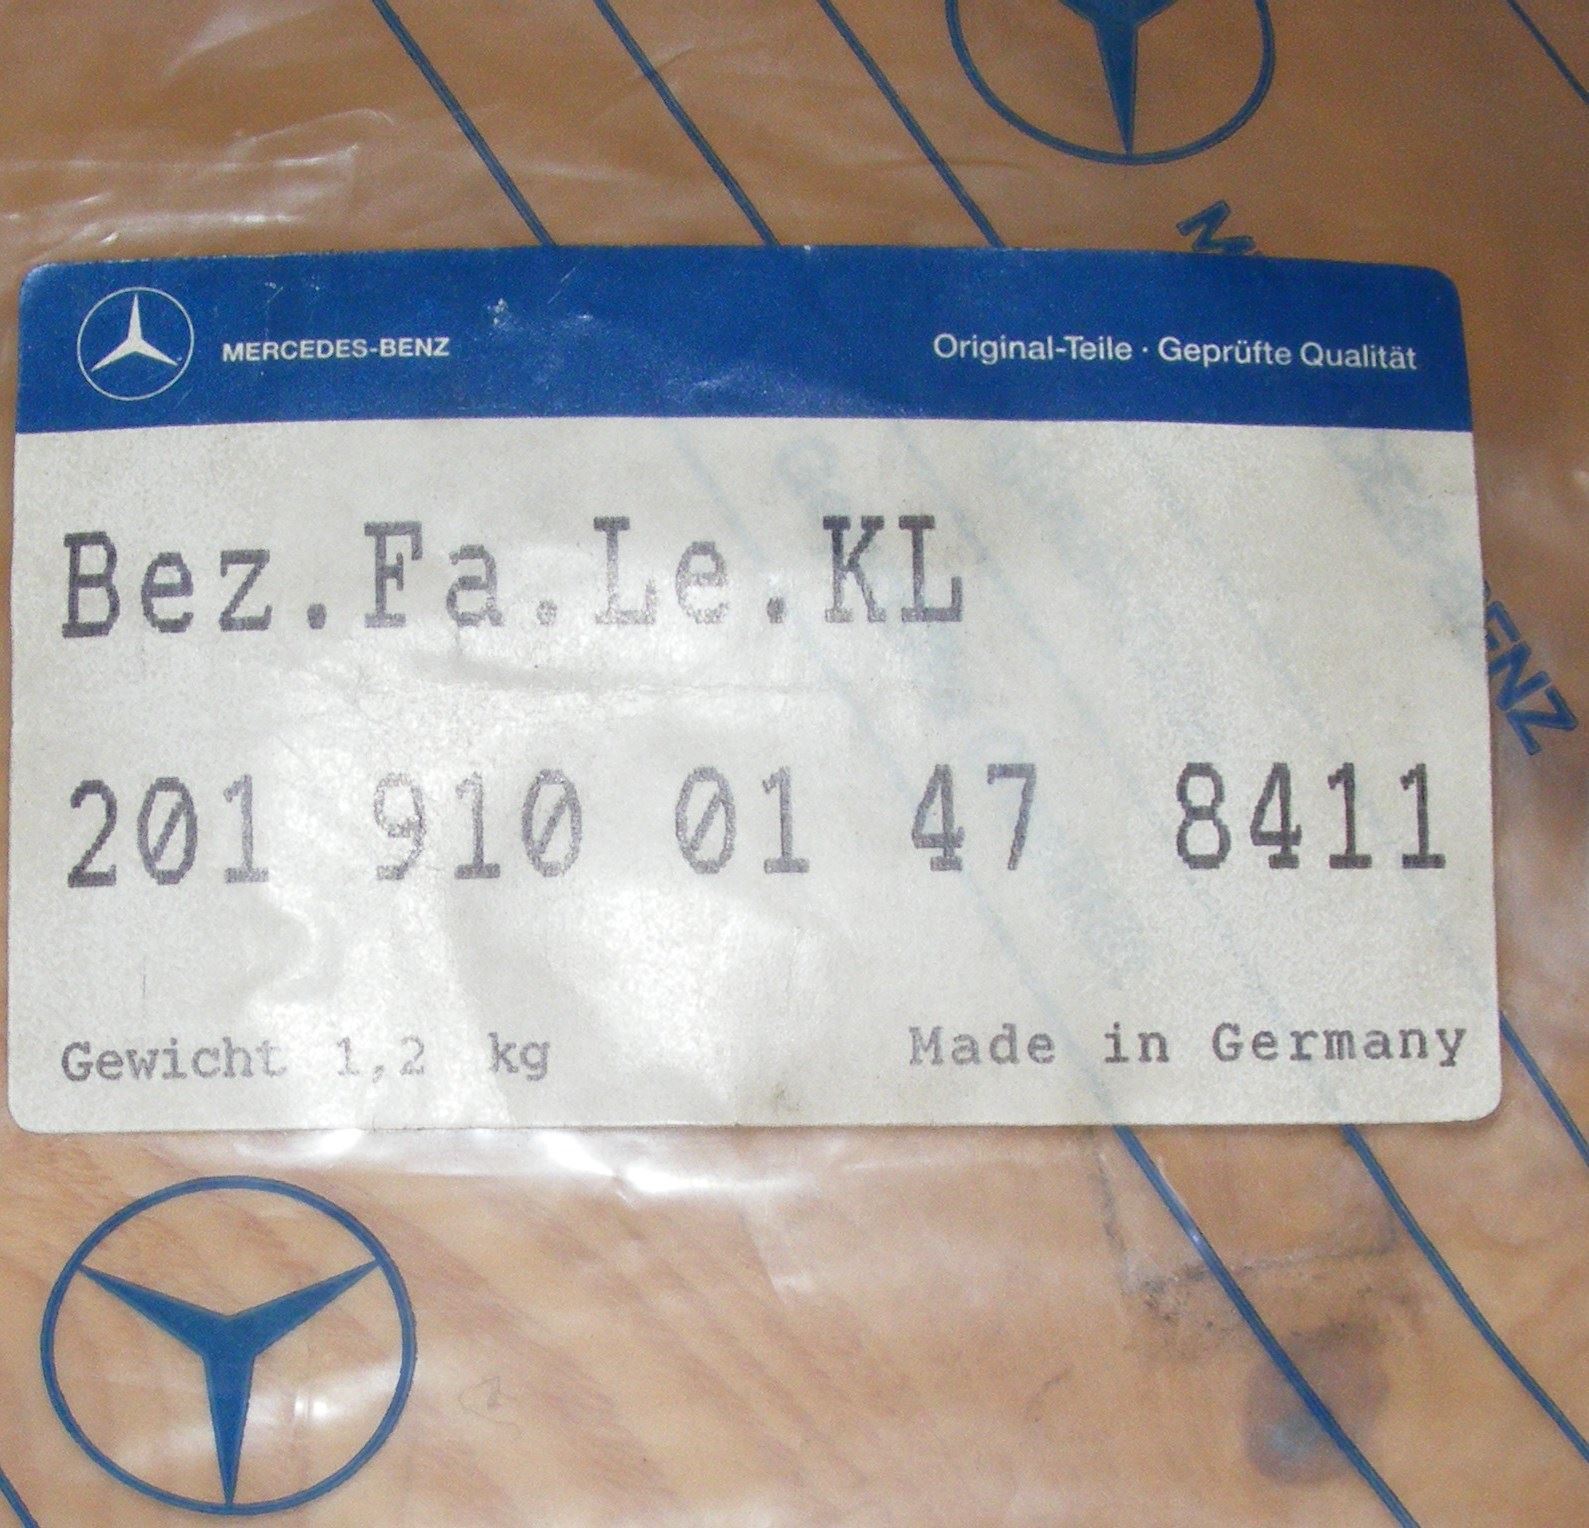 M
MERCEDES-BENZ
Original-Teile · Geprüfte Qualität
Bez.Fa.Le.KL
ENZ
201 910 01 47 8411
Gewicht 1,2 kg
Made in Germany